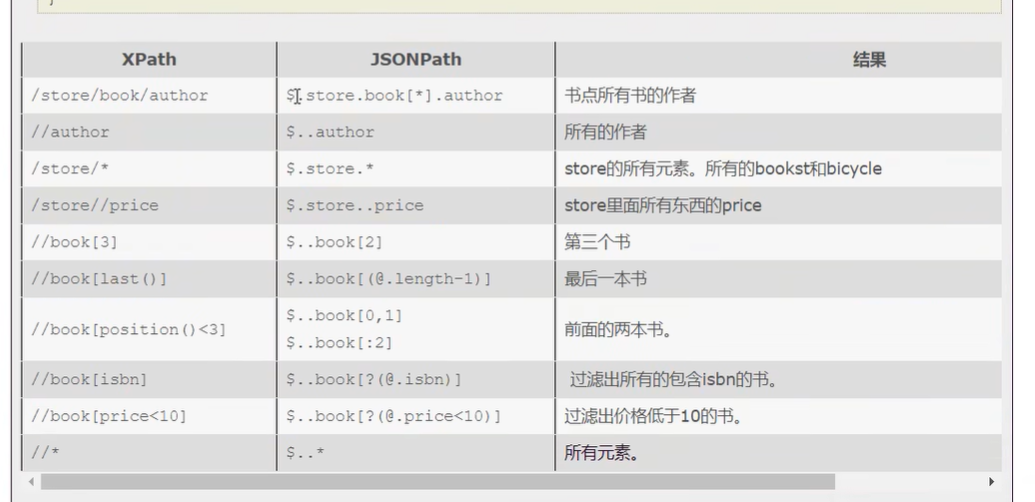 XPath JSONPath 结果
/store/book/author $.store.book[*].author 书点所有书的作者
//author $..author 所有的作者
/store/* $.store.* store的所有元素。所有的bookst和bicycle
/store//price $.store..price store里面所有东西的price
//book[3] $..book[2] 第三个书
//book[last()] $..book[(@.length-1)] 最后一本书
//book[position()<3] $..book[0,1]
$..book[:2] 前面的两本书。
//book[isbn] $..book[?(@.isbn)] 过滤出所有的包含isbn的书。
//book[price<10] $..book[?(@.price<10)] 过滤出价格低于10的书。
//* $..* 所有元素。